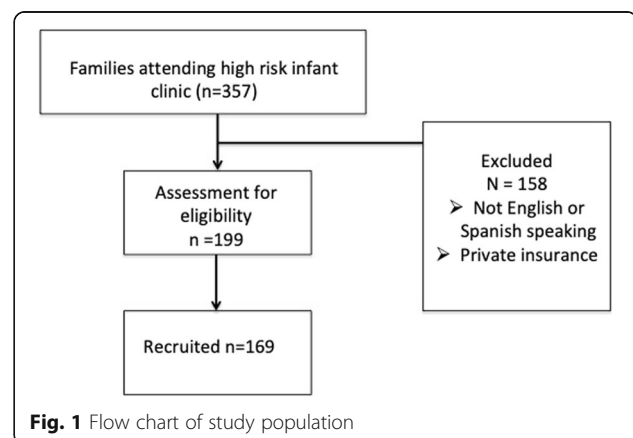 Families attending high risk infant
clinic (n=357)
Excluded
N = 158
➢ Not English or
Spanish speaking
➢ Private insurance
Assessment for
eligibility
n =199
Recruited n=169
Fig. 1 Flow chart of study population